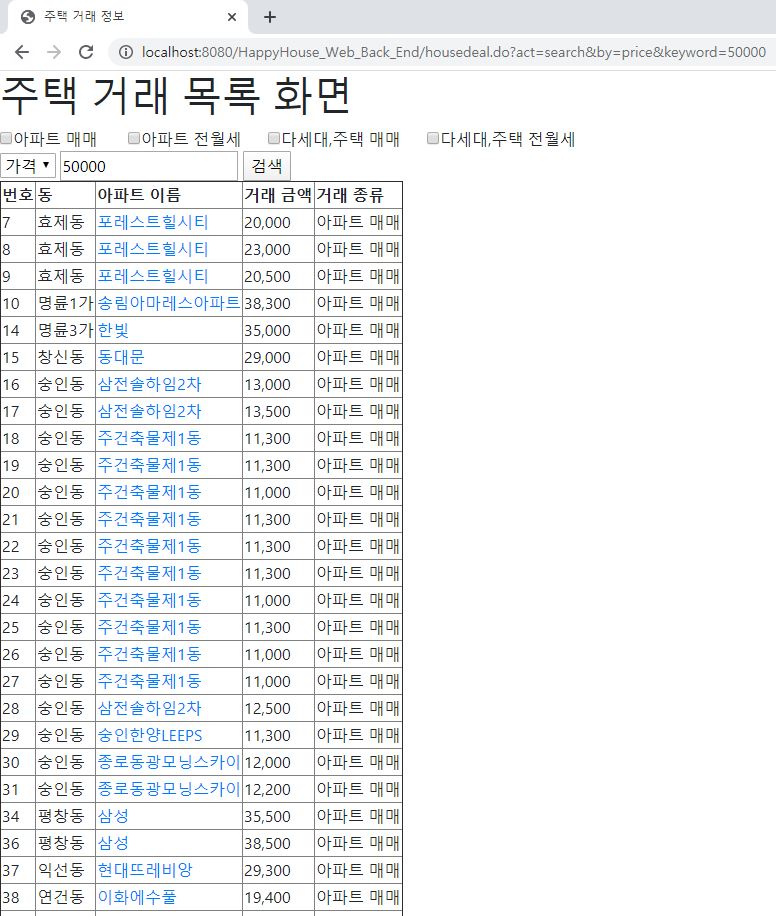 주택 거래 정보
localhost:8080/HappyHouse_Web_Back_End/housedeal.do?act=search&by=price&keyword=50000
주택 거래 목록 화면
아파트 매매 아파트 전월세 다세대,주택 매매 다세대,주택 전월세
가격 50000 검색
번호 동 아파트 이름 거래 금액 거래 종류
7 효제동 포레스트힐시티 20,000 아파트 매매
8 효제동 포레스트힐시티 23,000 아파트 매매
9 효제동 포레스트힐시티 20,500 아파트 매매
10 명륜1가 송림아마레스아파트 38,300 아파트 매매
14 명륜3가 한빛 35,000 아파트 매매
15 창신동 동대문 29,000 아파트 매매
16 숭인동 삼전솔하임2차 13,000 아파트 매매
17 숭인동 삼전솔하임2차 13,500 아파트 매매
18 숭인동 주건축물제1동 11,300 아파트 매매
19 숭인동 주건축물제1동 11,300 아파트 매매
20 숭인동 주건축물제1동 11,000 아파트 매매
21 숭인동 주건축물제1동 11,300 아파트 매매
22 숭인동 주건축물제1동 11,300 아파트 매매
23 숭인동 주건축물제1동 11,300 아파트 매매
24 숭인동 주건축물제1동 11,000 아파트 매매
25 숭인동 주건축물제1동 11,300 아파트 매매
26 숭인동 주건축물제1동 11,000 아파트 매매
27 숭인동 주건축물제1동 11,000 아파트 매매
28 숭인동 삼전솔하임2차 12,500 아파트 매매
29 숭인동 숭인한양LEEPS 11,300 아파트 매매
30 숭인동 종로동광모닝스카이 12,000 아파트 매매
31 숭인동 종로동광모닝스카이 12,200 아파트 매매
34 평창동 삼성 35,500 아파트 매매
36 평창동 삼성 38,500 아파트 매매
37 익선동 현대뜨레비앙 29,300 아파트 매매
38 연건동 이화에수풀 19,400 아파트 매매